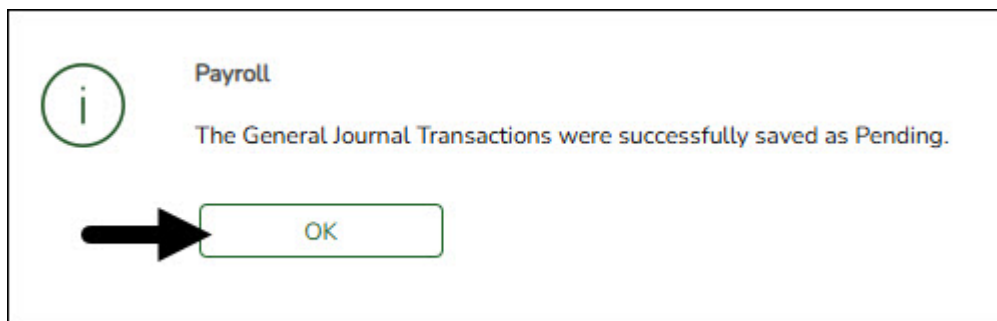 Payroll
The General Journal Transactions were successfully saved as Pending.
OK